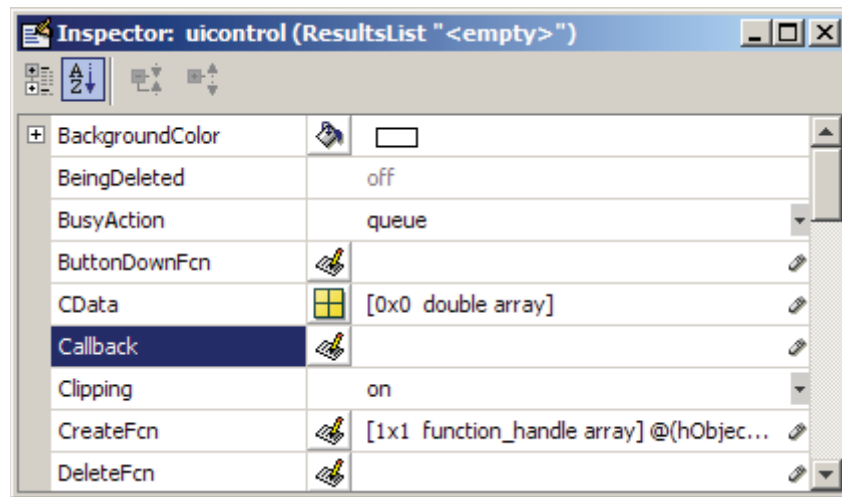 Inspector: uicontrol (ResultsList "<empty>")
BackgroundColor
BeingDeleted off
BusyAction queue
ButtonDownFcn
CData [0x0 double array]
Callback
Clipping on
CreateFcn [1x1 function_handle array] @(hObjec...
DeleteFcn